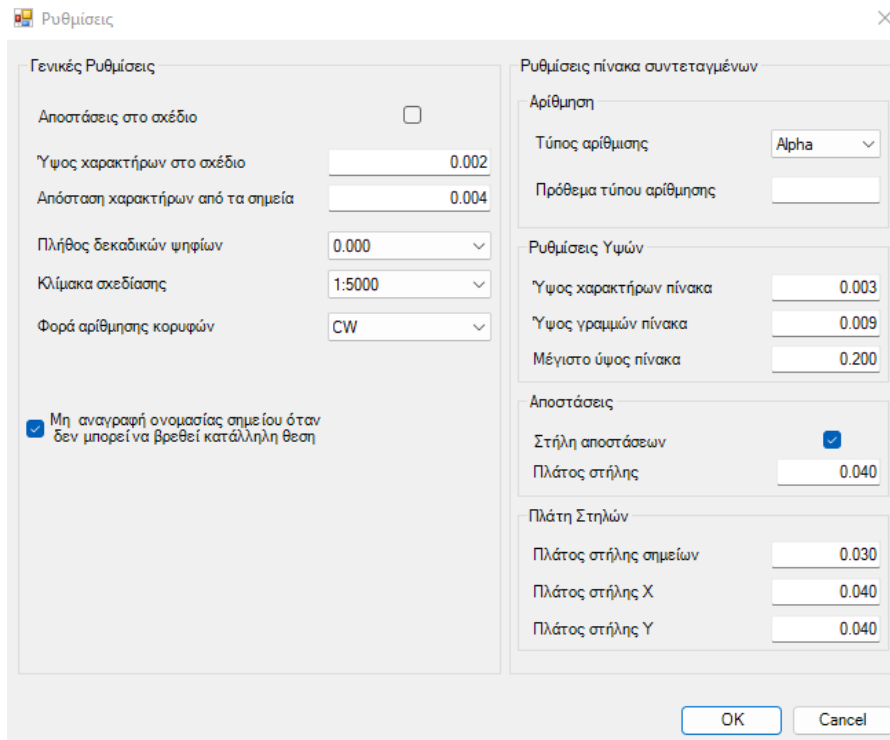 Ρυθμίσεις
Γενικές Ρυθμίσεις
Αποστάσεις στο σχέδιο
Ύψος χαρακτήρων στο σχέδιο 0.002
Απόσταση χαρακτήρων από τα σημεία 0.004
Πλήθος δεκαδικών ψηφίων 0.000
Κλίμακα σχεδίασης 1:5000
Φορά αρίθμησης κορυφών CW
Μη αναγραφή ονομασίας σημείου όταν
δεν μπορεί να βρεθεί κατάλληλη θεση
Ρυθμίσεις πίνακα συντεταγμένων
Αρίθμηση
Τύπος αρίθμισης Alpha
Πρόθεμα τύπου αρίθμησης
Ρυθμίσεις Υψών
Ύψος χαρακτήρων πίνακα 0.003
Ύψος γραμμών πίνακα 0.009
Μέγιστο ύψος πίνακα 0.200
Αποστάσεις
Στήλη αποστάσεων
Πλάτος στήλης 0.040
Πλάτη Στηλών
Πλάτος στήλης σημείων 0.030
Πλάτος στήλης Χ 0.040
Πλάτος στήλης Υ 0.040
OK Cancel